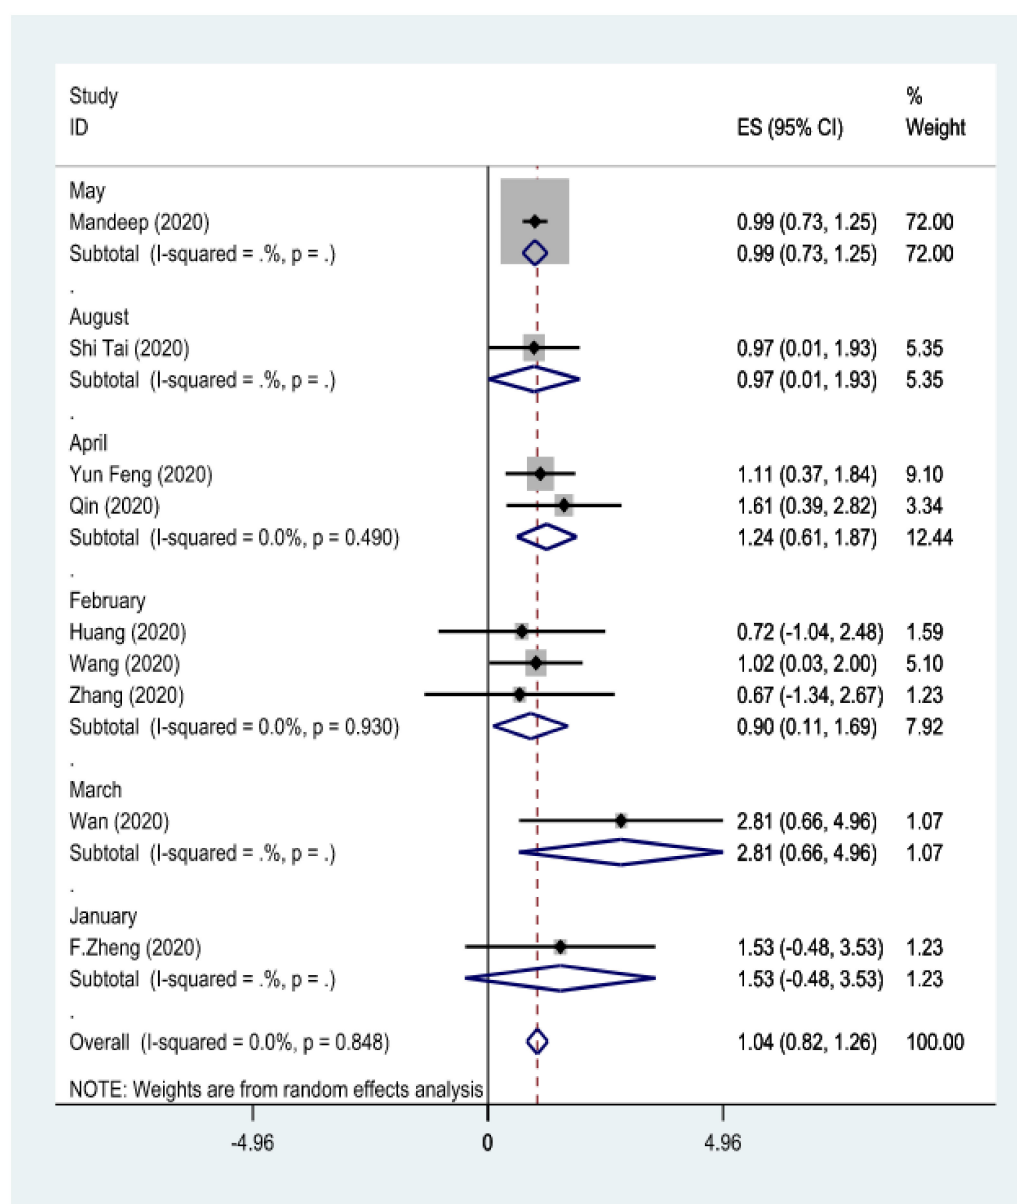 Study %
ID ES (95% CI) Weight
May
Mandeep (2020) 0.99 (0.73, 1.25) 72.00
Subtotal (I-squared = .%, p = .) 0.99 (0.73, 1.25) 72.00
.
August
Shi Tai (2020) 0.97 (0.01, 1.93) 5.35
Subtotal (I-squared = .%, p = .) 0.97 (0.01, 1.93) 5.35
.
April
Yun Feng (2020) 1.11 (0.37, 1.84) 9.10
Qin (2020) 1.61 (0.39, 2.82) 3.34
Subtotal (I-squared = 0.0%, p = 0.490) 1.24 (0.61, 1.87) 12.44
.
February
Huang (2020) 0.72 (-1.04, 2.48) 1.59
Wang (2020) 1.02 (0.03, 2.00) 5.10
Zhang (2020) 0.67 (-1.34, 2.67) 1.23
Subtotal (I-squared = 0.0%, p = 0.930) 0.90 (0.11, 1.69) 7.92
.
March
Wan (2020) 2.81 (0.66, 4.96) 1.07
Subtotal (I-squared = .%, p = .) 2.81 (0.66, 4.96) 1.07
.
January
F.Zheng (2020) 1.53 (-0.48, 3.53) 1.23
Subtotal (I-squared = .%, p = .) 1.53 (-0.48, 3.53) 1.23
.
Overall (I-squared = 0.0%, p = 0.848) 1.04 (0.82, 1.26) 100.00
NOTE: Weights are from random effects analysis
-4.96 0 4.96